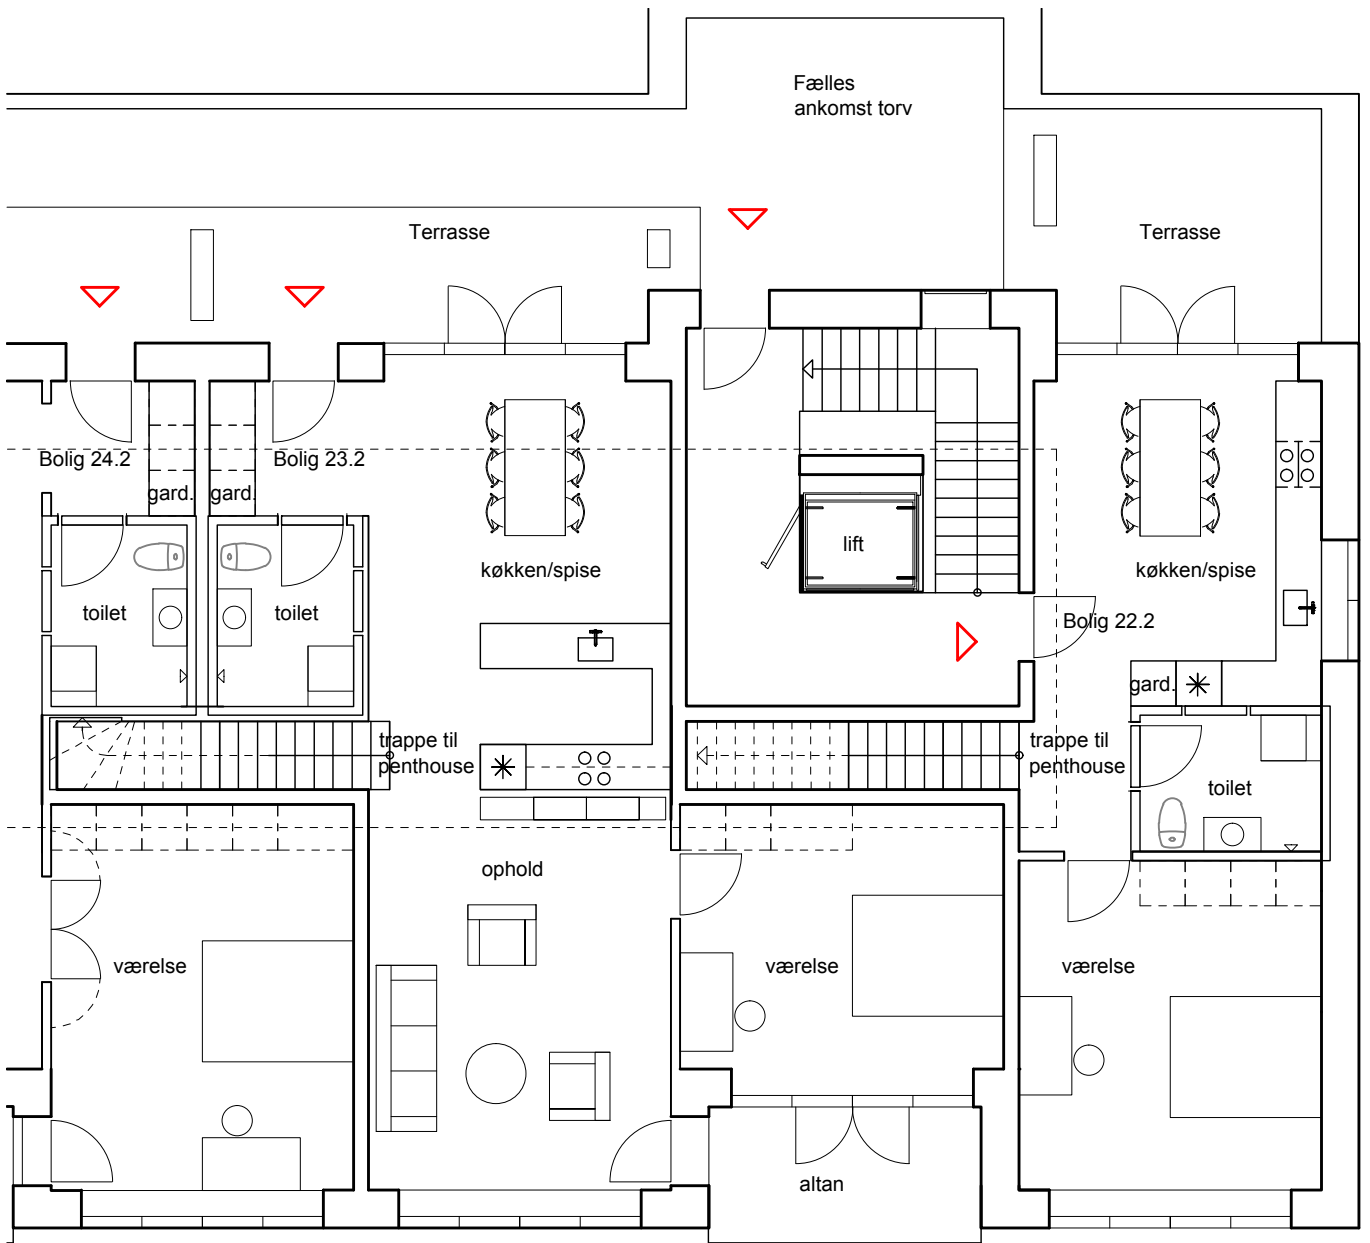 Fælles
ankomst torv
Terrasse
Terrasse
Bolig 24.2
Bolig 23.2
gard.
gard.
lift
køkken/spise
køkken/spise
toilet
toilet
Bolig 22.2
gard.
trappe til
penthouse
trappe til
penthouse
toilet
ophold
værelse
værelse
værelse
altan